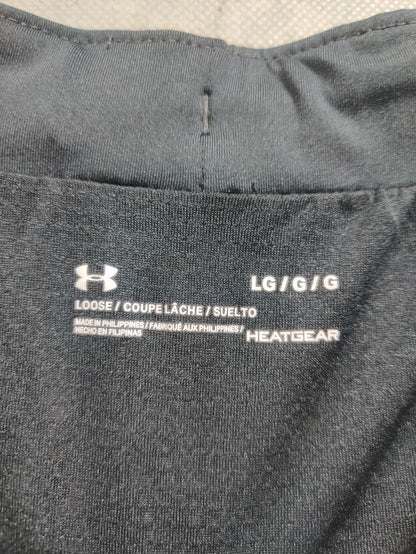 LG / G / G
LOOSE / COUPE LÂCHE / SUELTO
MADE IN PHILIPPINES / FABRIQUÉ AUX PHILIPPINES /
HECHO EN FILIPINAS
HEATGEAR